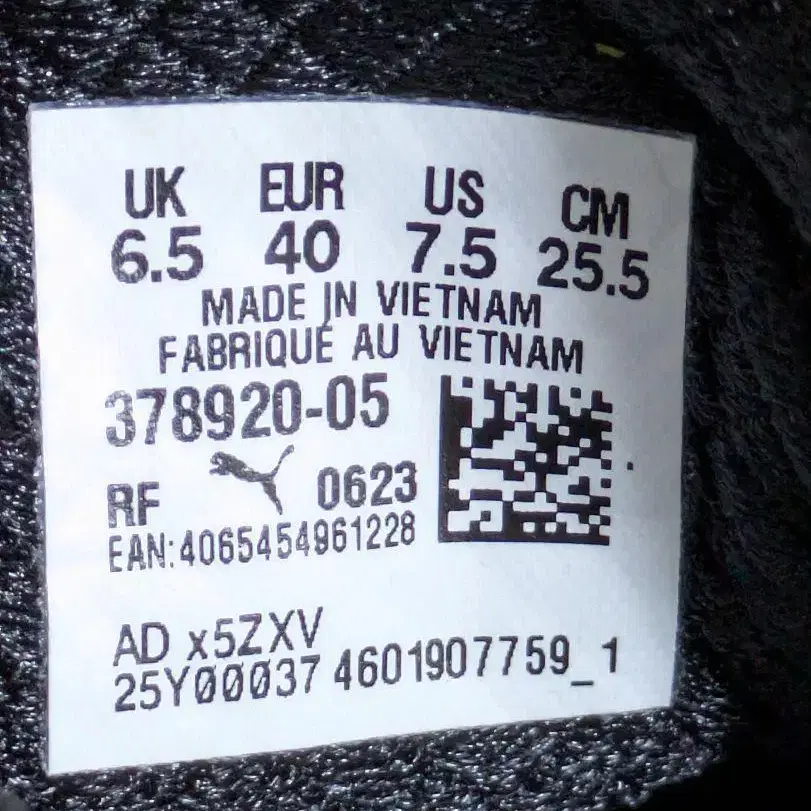 UK EUR US CM
6.5 40 7.5 25.5
MADE IN VIETNAM
FABRIQUÉ AU VIETNAM
378920-05
RF 0623
EAN:4065454961228
AD x5ZXV
25Y00037 4601907759_1